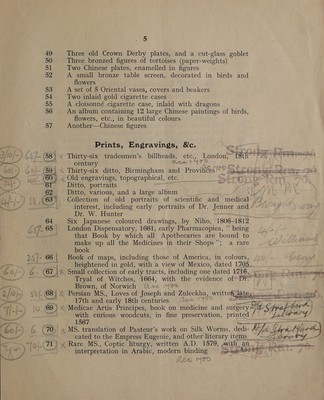 5
49 Three old Crown Derby plates, and a cut-glass goblet
50 Three bronzed figures of tortoises (paper-weights)
51 Two Chinese plates, enamelled in figures
52 A small bronze table screen, decorated in birds and
flowers
53 A set of 5 Oriental vases, covers and beakers
54 Two inlaid gold cigarette cases
55 A cloisonné cigarette case, inlaid with dragons
56 An album containing 12 large Chinese paintings of birds,
flowers, etc., in beautiful colours
57 Another—Chinese figures
Prints, Engravings, &c.
58 Thirty-six tradesmen's billheads, etc., London, 18th
century
59 Thirty-six ditto, Birmingham and Provinces
60 Old engravings, topographical, etc.
61 Ditto, portraits
62 Ditto, various, and a large album
63 Collection of old portraits of scientific and medical
interest, including early portraits of Dr. Jenner and
Dr. W. Hunter
64 Six Japanese coloured drawings, by Niho, 1806-1812
65 London Dispensatory, 1661, early Pharmacopies, " being
that Book by which all Apothecaries are bound to
make up all the Medicines in their Shops "; a rare
book
66 Book of maps, including those of America, in colours,
heightened in gold, with a view of Mexico, dated 1705
67 Small collection of early tracts, including one dated 1716,
Tryal of Witches, 1664, with the evidence of Dr.
Brown, of Norwich
68 Persian MS., Loves of Joseph and Zoleckha, written late
17th and early 18th centuries
69 Medicae Artis Principes, book on medicine and surgery
with curious woodcuts, in fine preservation, printed
1567
70 MS. translation of Pasteur's work on Silk Worms, dedi-
cated to the Empress Eugenie, and other literary items
71 Rare MS., Coptic liturgy, written A.D. 1579, with an
interpretation in Arabic, modern binding